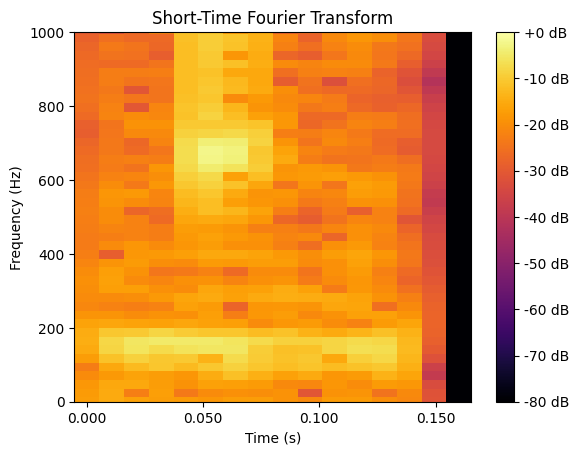 Short-Time Fourier Transform
1000
800
600
400
200
0
Frequency (Hz)
0.000
0.050
0.100
0.150
Time (s)
+0 dB
-10 dB
-20 dB
-30 dB
-40 dB
-50 dB
-60 dB
-70 dB
-80 dB